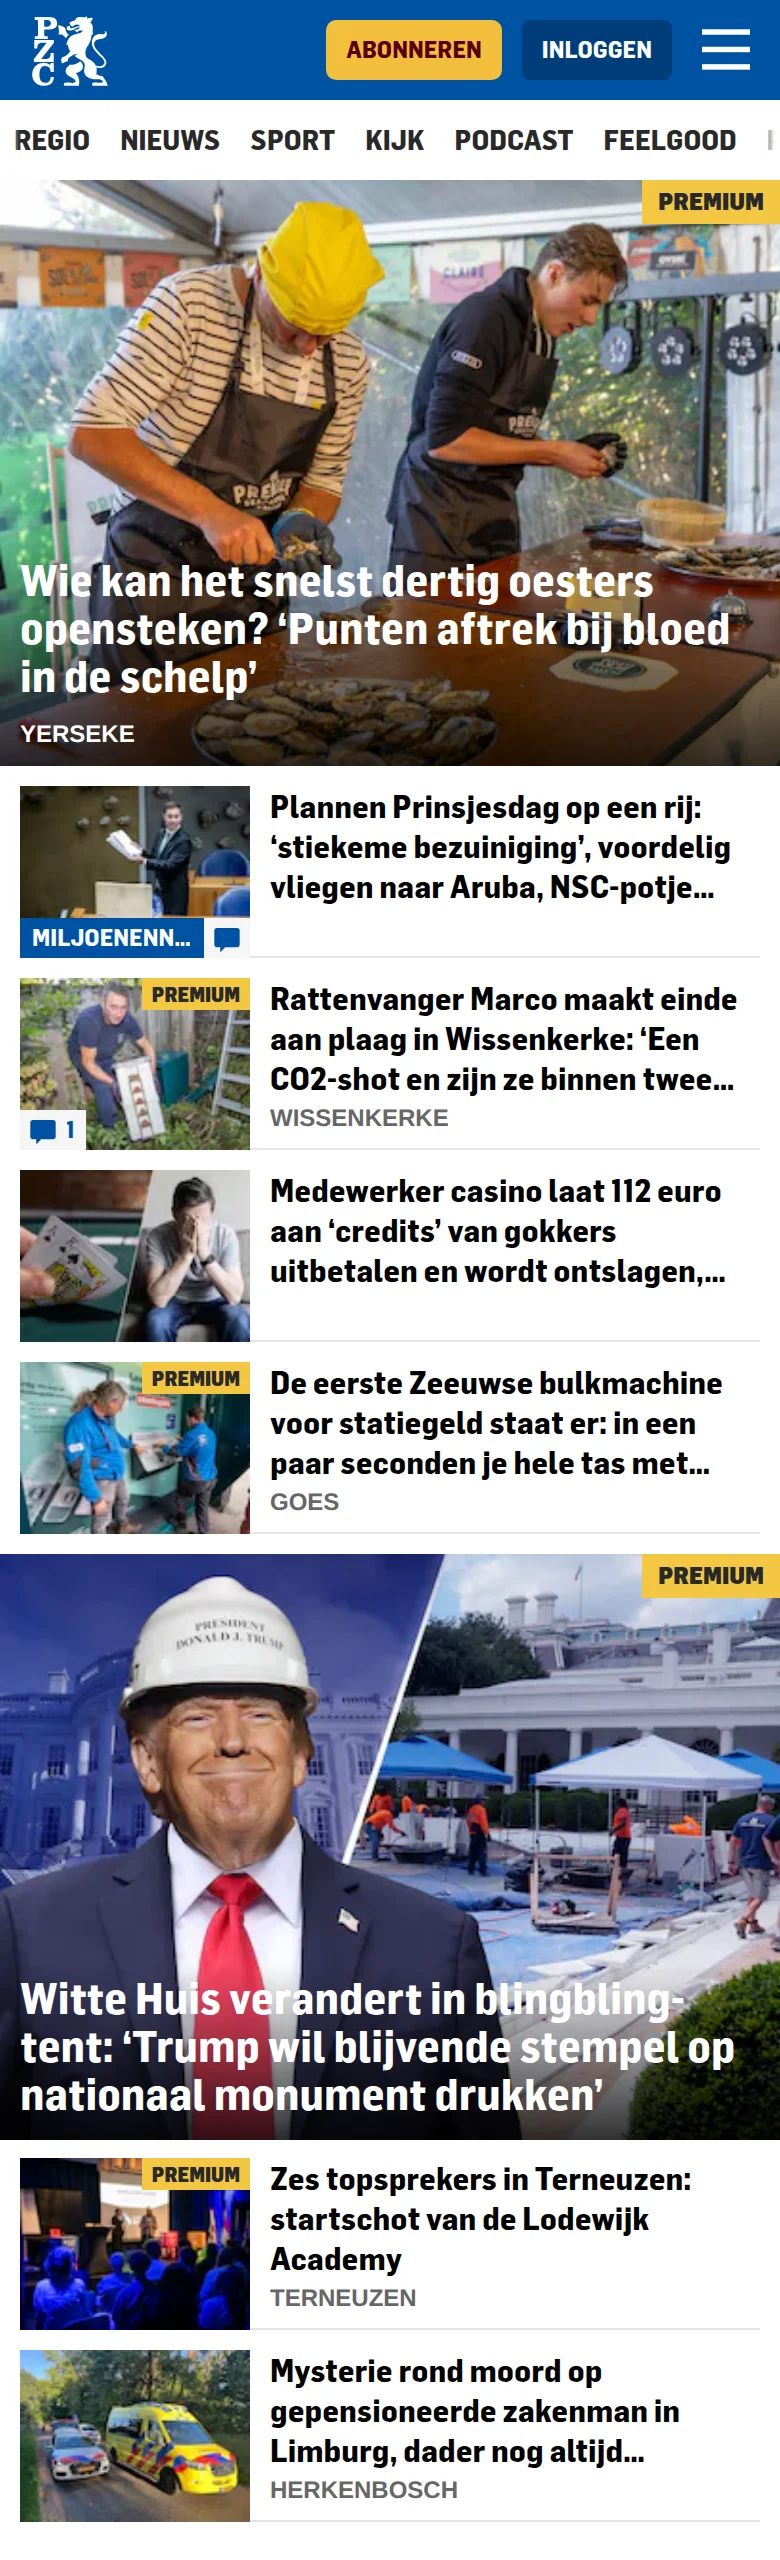 PZC
ABONNEREN
INLOGGEN
REGIO NIEUWS SPORT KIJK PODCAST FEELGOOD
PREMIUM
CLAIRE
Wie kan het snelst dertig oesters
opensteken? ‘Punten aftrek bij bloed
in de schelp’
YERSEKE
Plannen Prinsjesdag op een rij:
‘stiekeme bezuiniging’, voordelig
vliegen naar Aruba, NSC-potje...
MILJOENENN...
PREMIUM
Rattenvanger Marco maakt einde
aan plaag in Wissenkerke: ‘Een
CO2-shot en zijn ze binnen twee...
WISSENKERKE
1
Medewerker casino laat 112 euro
aan ‘credits’ van gokkers
uitbetalen en wordt ontslagen,...
PREMIUM
De eerste Zeeuwse bulkmachine
voor statiegeld staat er: in een
paar seconden je hele tas met...
GOES
PREMIUM
PRESIDENT
DONALD J. TRUMP
Witte Huis verandert in blingbling-
tent: ‘Trump wil blijvende stempel op
nationaal monument drukken’
PREMIUM
Zes topsprekers in Terneuzen:
startschot van de Lodewijk
Academy
TERNEUZEN
Mysterie rond moord op
gepensioneerde zakenman in
Limburg, dader nog altijd...
HERKENBOSCH